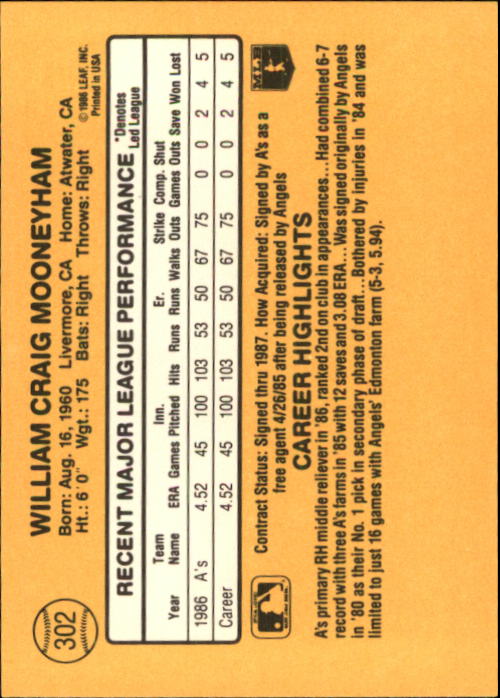 302
WILLIAM CRAIG MOONEYHAM
Born: Aug. 16, 1960 Livermore, CA Home: Atwater, CA
Ht.: 6'0" Wgt.: 175 Bats: Right Throws: Right
© 1986 LEAF, INC.
Printed in USA
RECENT MAJOR LEAGUE PERFORMANCE
*Denotes
Led League
Year Team Name ERA Games Inn. Pitched Hits Runs Er. Runs Walks Strike Outs Comp. Games Shut Outs Save Won Lost
1986 A's 4.52 45 100 103 53 50 67 75 0 0 2 4 5
Career 4.52 45 100 103 53 50 67 75 0 0 2 4 5
Contract Status: Signed thru 1987. How Acquired: Signed by A's as a
free agent 4/26/85 after being released by Angels
MLB
CAREER HIGHLIGHTS
A's primary RH middle reliever in '86, ranked 2nd on club in appearances... Had combined 6-7
record with three A's farms in '85 with 12 saves and 3.08 ERA... Was signed originally by Angels
in '80 as their No. 1 pick in secondary phase of draft... Bothered by injuries in '84 and was
limited to just 16 games with Angels' Edmonton farm (5-3, 5.94).